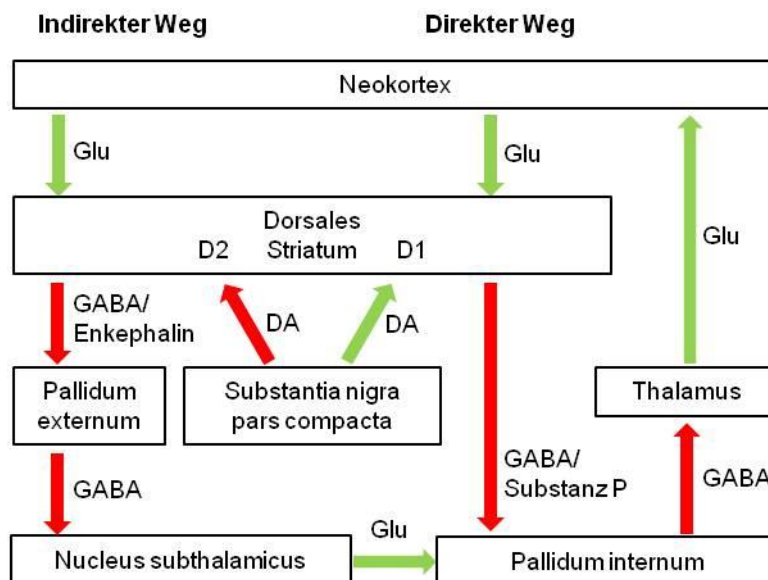 Indirekter Weg
Direkter Weg
Neokortex
Glu
Glu
Glu
Dorsales
D2 Striatum D1
GABA/
Enkephalin
DA
DA
Pallidum
externum
Substantia nigra
pars compacta
Thalamus
GABA
GABA/
Substanz P
GABA
Glu
Nucleus subthalamicus
Pallidum internum